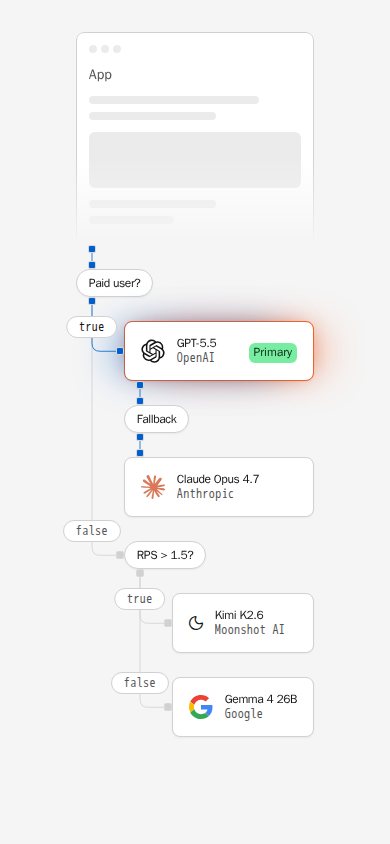 App
Paid user?
true
GPT-5.5
OpenAI
Primary
Fallback
Claude Opus 4.7
Anthropic
false
RPS > 1.5?
true
Kimi K2.6
Moonshot AI
false
Gemma 4 26B
Google